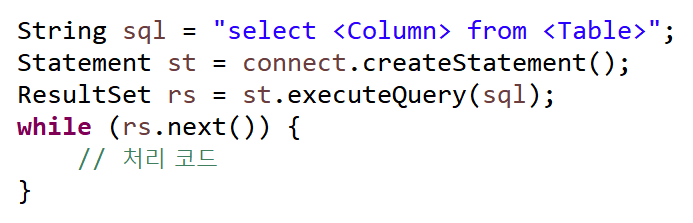 String sql = "select <Column> from <Table>";
Statement st = connect.createStatement();
ResultSet rs = st.executeQuery(sql);
while (rs.next()) {
    // 처리 코드
}